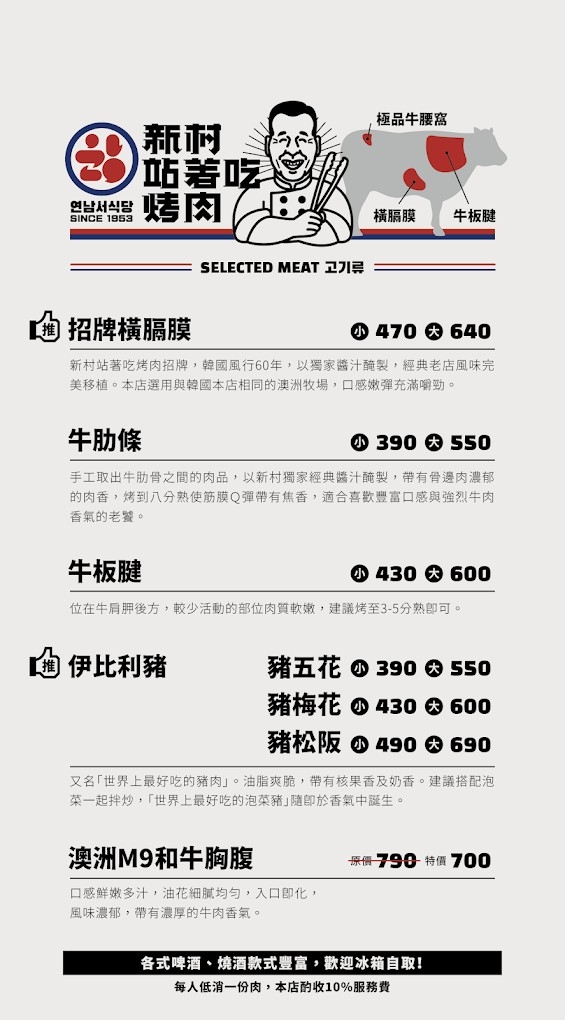 新村
站著吃
烤肉
연남서식당
SINCE 1953
極品牛腰窩
橫膈膜
牛板腱
SELECTED MEAT 고기류
推 招牌橫膈膜 小 470 大 640
新村站著吃烤肉招牌，韓國風行60年，以獨家醬汁醃製，經典老店風味完
美移植。本店選用與韓國本店相同的澳洲牧場，口感嫩彈充滿嚼勁。
牛肋條 小 390 大 550
手工取出牛肋骨之間的肉品，以新村獨家經典醬汁醃製，帶有骨邊肉濃郁
的肉香，烤到八分熟使筋膜Q彈帶有焦香，適合喜歡豐富口感與強烈牛肉
香氣的老饕。
牛板腱 小 430 大 600
位在牛肩胛後方，較少活動的部位肉質軟嫩，建議烤至3-5分熟即可。
推 伊比利豬 豬五花 小 390 大 550
豬梅花 小 430 大 600
豬松阪 小 490 大 690
又名「世界上最好吃的豬肉」。油脂爽脆，帶有核果香及奶香。建議搭配泡
菜一起拌炒，「世界上最好吃的泡菜豬」隨即於香氣中誕生。
澳洲M9和牛胸腹 原價 790 特價 700
口感鮮嫩多汁，油花細膩均勻，入口即化，
風味濃郁，帶有濃厚的牛肉香氣。
各式啤酒、燒酒款式豐富，歡迎冰箱自取!
每人低消一份肉，本店酌收10%服務費